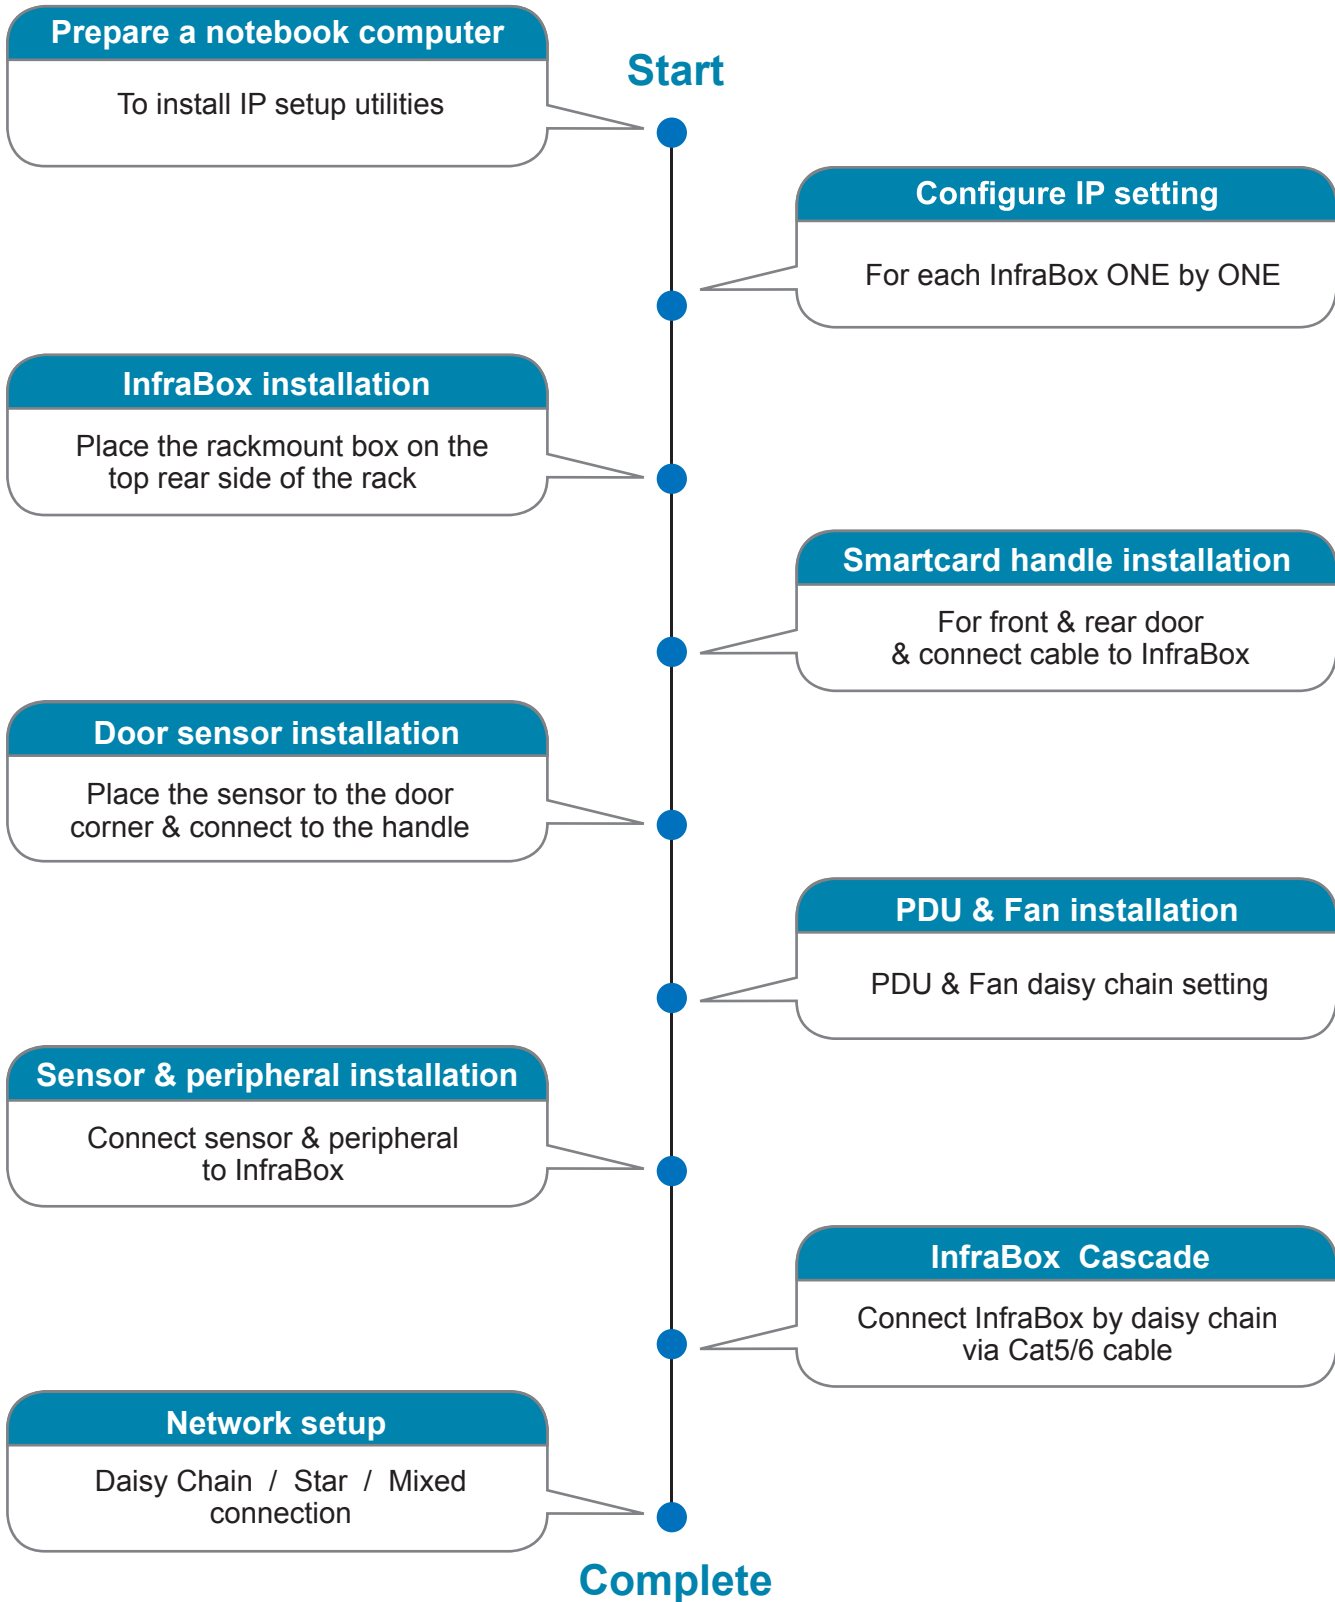 Prepare a notebook computer
To install IP setup utilities
Start
Configure IP setting
For each InfraBox ONE by ONE
InfraBox installation
Place the rackmount box on the
top rear side of the rack
Smartcard handle installation
For front & rear door
& connect cable to InfraBox
Door sensor installation
Place the sensor to the door
corner & connect to the handle
PDU & Fan installation
PDU & Fan daisy chain setting
Sensor & peripheral installation
Connect sensor & peripheral
to InfraBox
InfraBox  Cascade
Connect InfraBox by daisy chain
via Cat5/6 cable
Network setup
Daisy Chain  /  Star  /  Mixed
connection
Complete